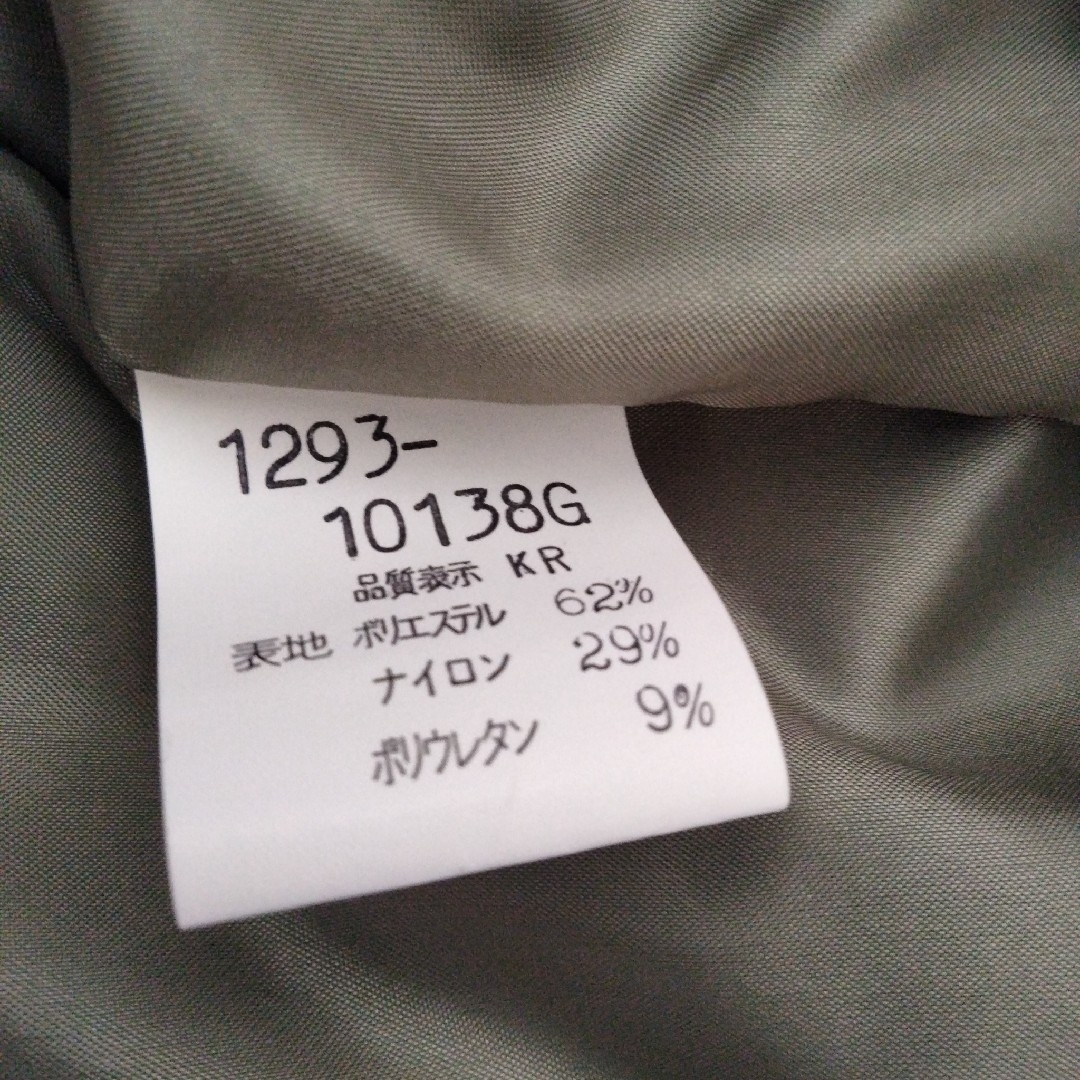 1293-
10138G
品質表示 KR
表地 ポリエステル 62%
ナイロン 29%
ポリウレタン 9%